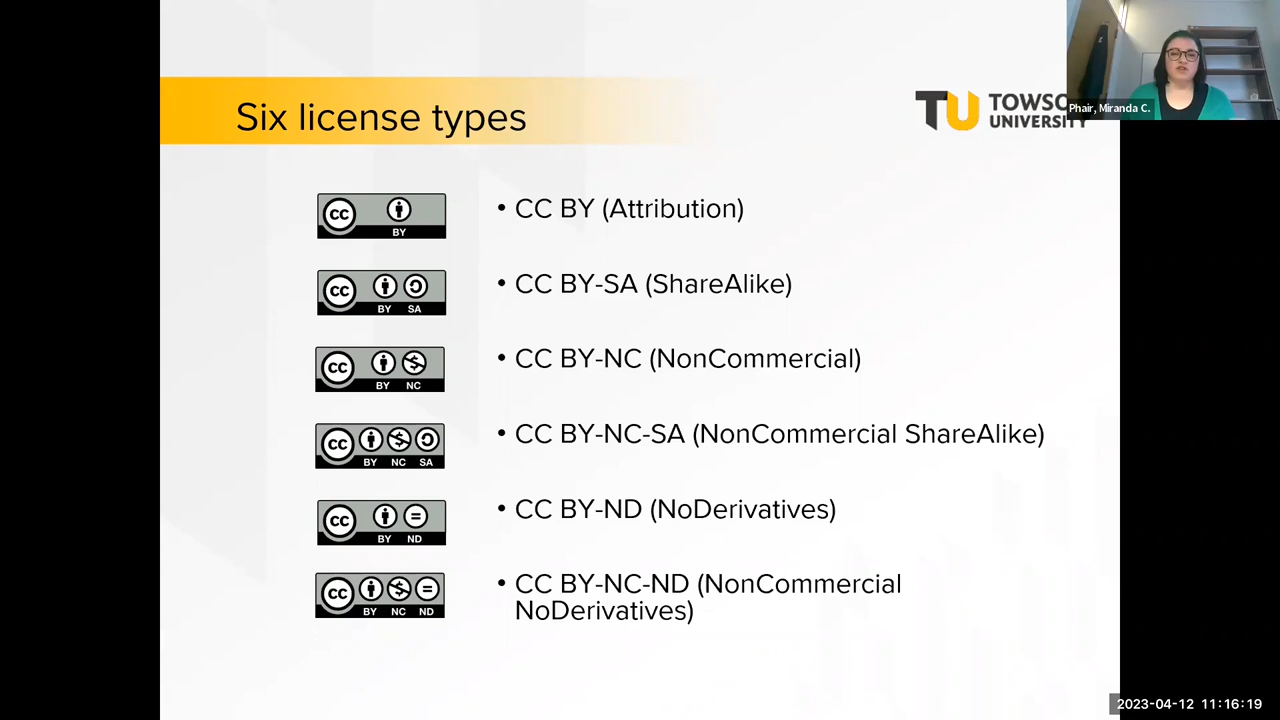 Six license types
TOWSO
UNIVERSITY
Phair, Miranda C.
cc
BY
• CC BY (Attribution)
cc
BY SA
• CC BY-SA (ShareAlike)
cc
BY NC
• CC BY-NC (NonCommercial)
cc
BY NC SA
• CC BY-NC-SA (NonCommercial ShareAlike)
cc
BY ND
• CC BY-ND (NoDerivatives)
cc
BY NC ND
• CC BY-NC-ND (NonCommercial
NoDerivatives)
2023-04-12 11:16:19